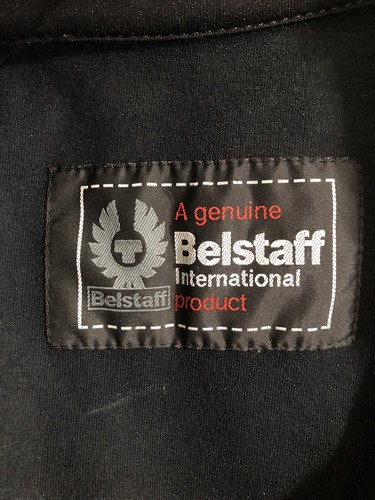 A genuine
Belstaff
International
product
Belstaff